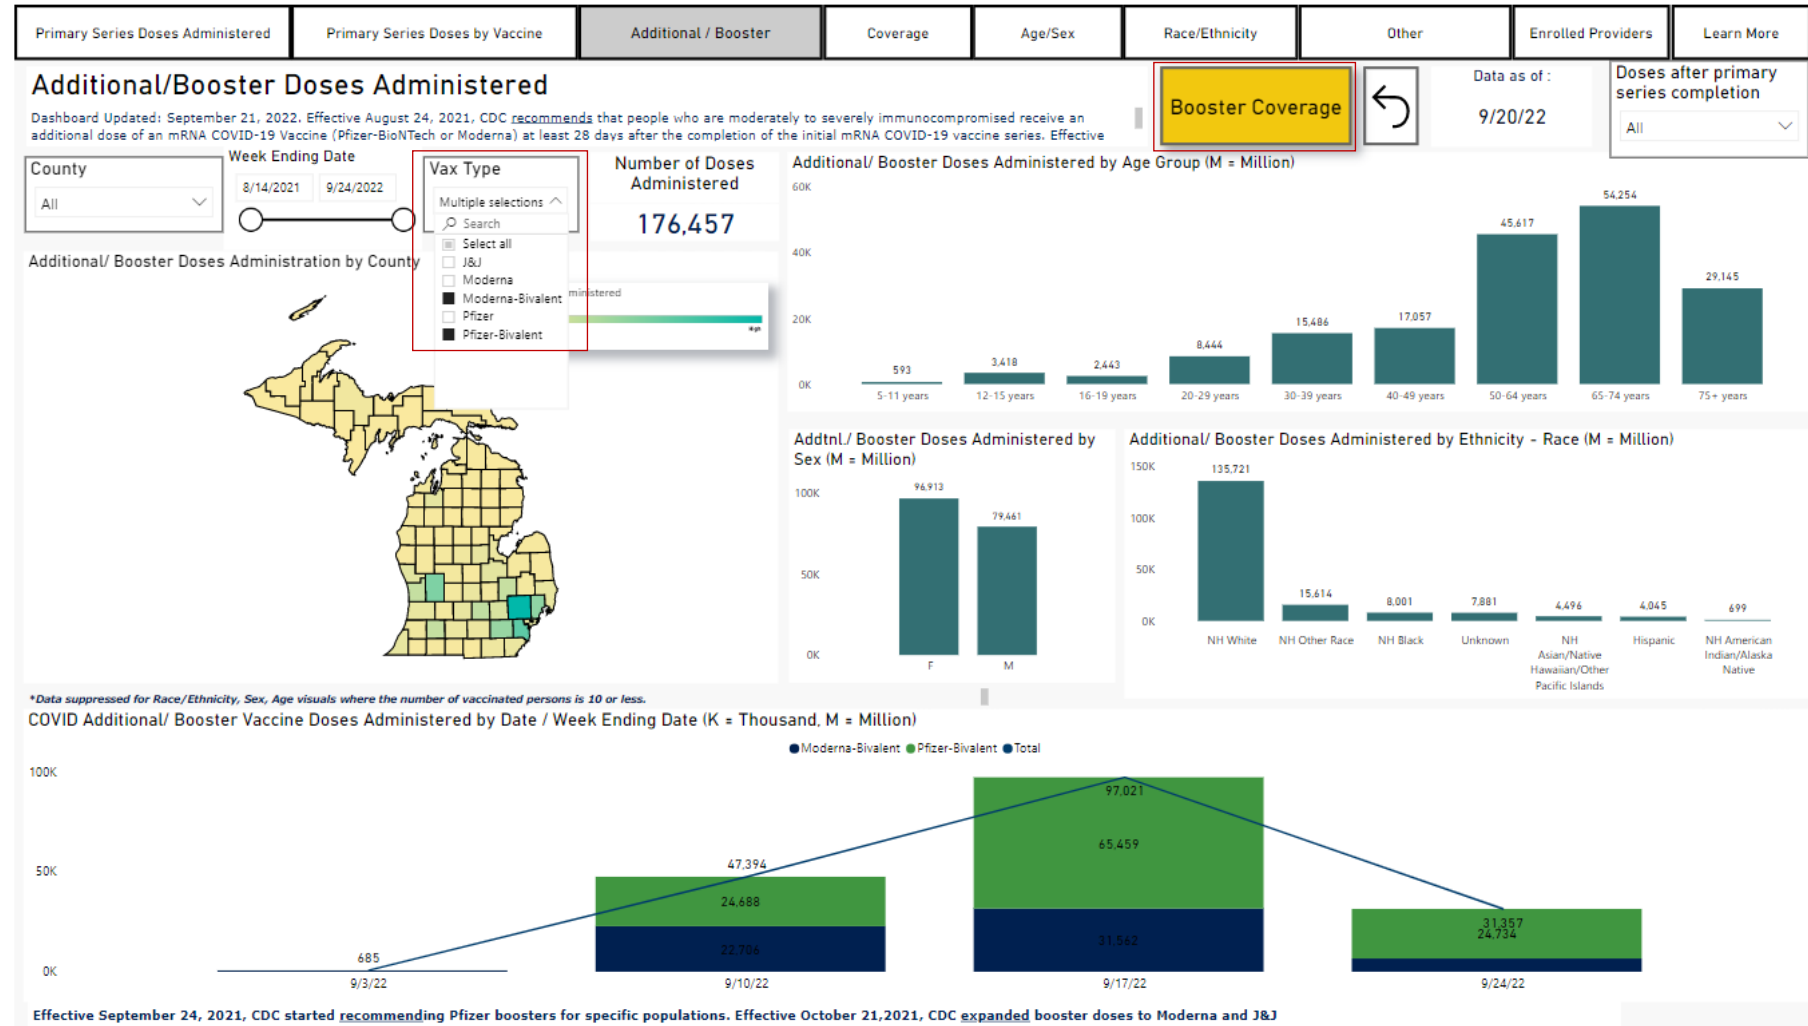 Primary Series Doses Administered
Primary Series Doses by Vaccine
Additional / Booster
Coverage
Age/Sex
Race/Ethnicity
Other
Enrolled Providers
Learn More
Additional/Booster Doses Administered
Dashboard Updated: September 21, 2022. Effective August 24, 2021, CDC recommends that people who are moderately to severely immunocompromised receive an
additional dose of an mRNA COVID-19 Vaccine (Pfizer-BioNTech or Moderna) at least 28 days after the completion of the initial mRNA COVID-19 vaccine series. Effective
Booster Coverage
Data as of :
9/20/22
Doses after primary
series completion
All
County
All
Week Ending Date
8/14/2021
9/24/2022
Vax Type
Multiple selections
Search
Select all
J&J
Moderna
Moderna-Bivalent
Pfizer
Pfizer-Bivalent
Number of Doses
Administered
176,457
Additional/ Booster Doses Administration by County
ministered
High
Additional/ Booster Doses Administered by Age Group (M = Million)
60K
40K
20K
0K
593
3,418
2,443
8,444
15,486
17,057
45,617
54,254
29,145
5-11 years
12-15 years
16-19 years
20-29 years
30-39 years
40-49 years
50-64 years
65-74 years
75+ years
Addtnl./ Booster Doses Administered by
Sex (M = Million)
100K
50K
0K
96,913
79,461
F
M
Additional/ Booster Doses Administered by Ethnicity - Race (M = Million)
150K
100K
50K
0K
135,721
15,614
8,001
7,881
4,496
4,045
699
NH White
NH Other Race
NH Black
Unknown
NH
Asian/Native
Hawaiian/Other
Pacific Islands
Hispanic
NH American
Indian/Alaska
Native
*Data suppressed for Race/Ethnicity, Sex, Age visuals where the number of vaccinated persons is 10 or less.
COVID Additional/ Booster Vaccine Doses Administered by Date / Week Ending Date (K = Thousand, M = Million)
Moderna-Bivalent
Pfizer-Bivalent
Total
100K
50K
0K
685
47,394
24,688
22,706
97,021
65,459
31,562
31,357
24,734
9/3/22
9/10/22
9/17/22
9/24/22
Effective September 24, 2021, CDC started recommending Pfizer boosters for specific populations. Effective October 21,2021, CDC expanded booster doses to Moderna and J&J